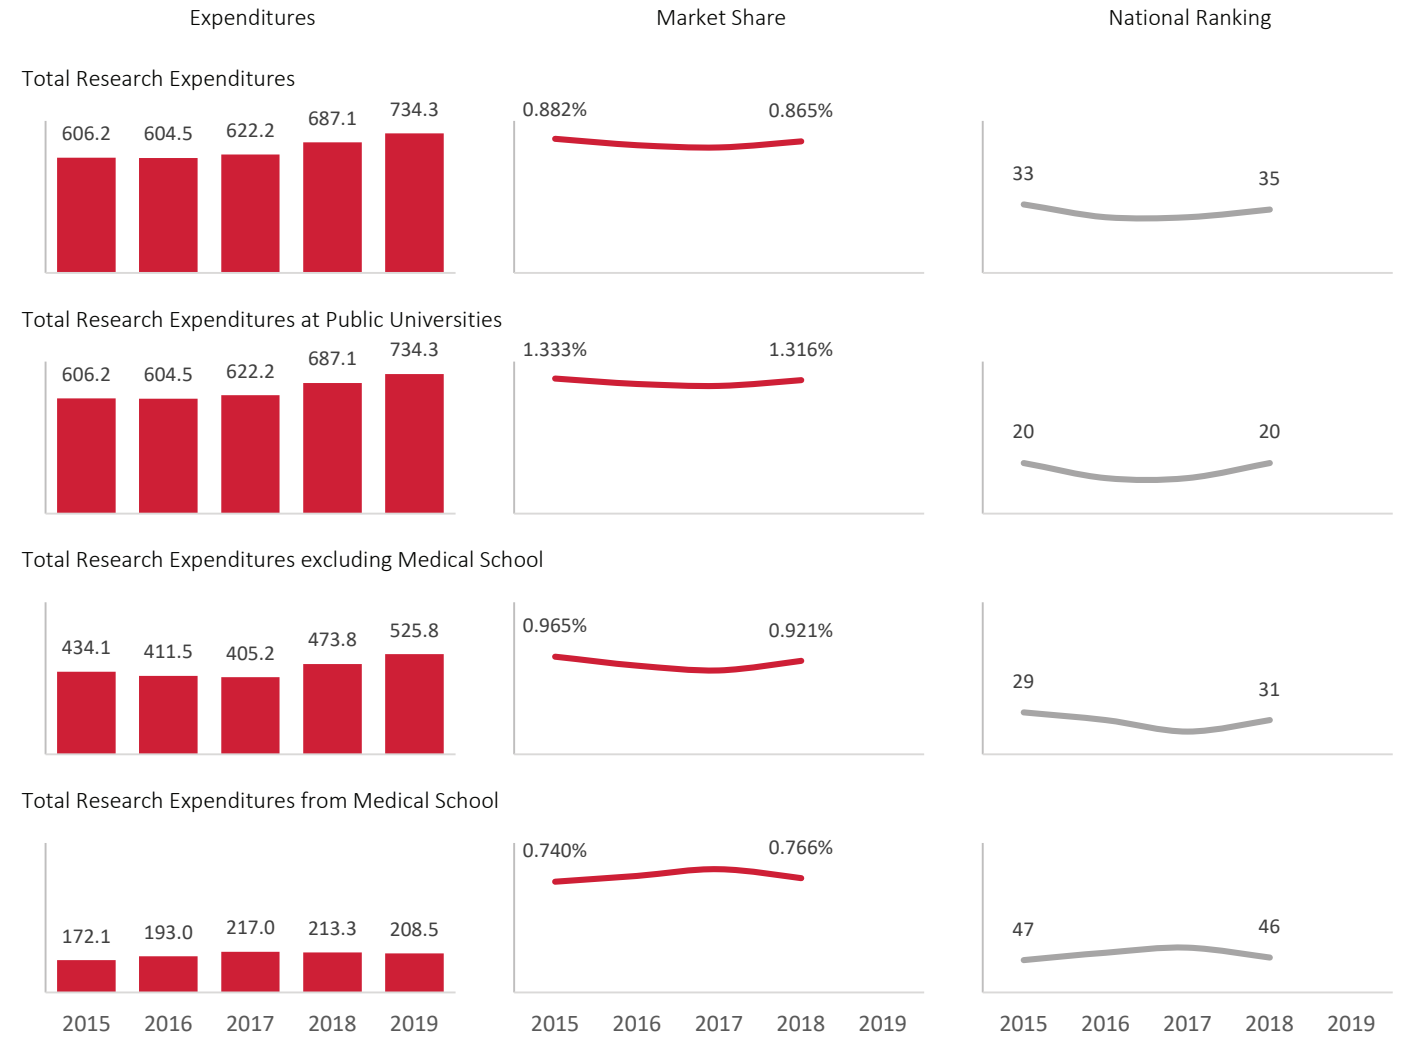 Expenditures
Market Share
National Ranking
Total Research Expenditures
606.2 604.5 622.2 687.1 734.3
0.882% 0.865%
33 35
Total Research Expenditures at Public Universities
606.2 604.5 622.2 687.1 734.3
1.333% 1.316%
20 20
Total Research Expenditures excluding Medical School
434.1 411.5 405.2 473.8 525.8
0.965% 0.921%
29 31
Total Research Expenditures from Medical School
172.1 193.0 217.0 213.3 208.5
0.740% 0.766%
47 46
2015 2016 2017 2018 2019
2015 2016 2017 2018 2019
2015 2016 2017 2018 2019